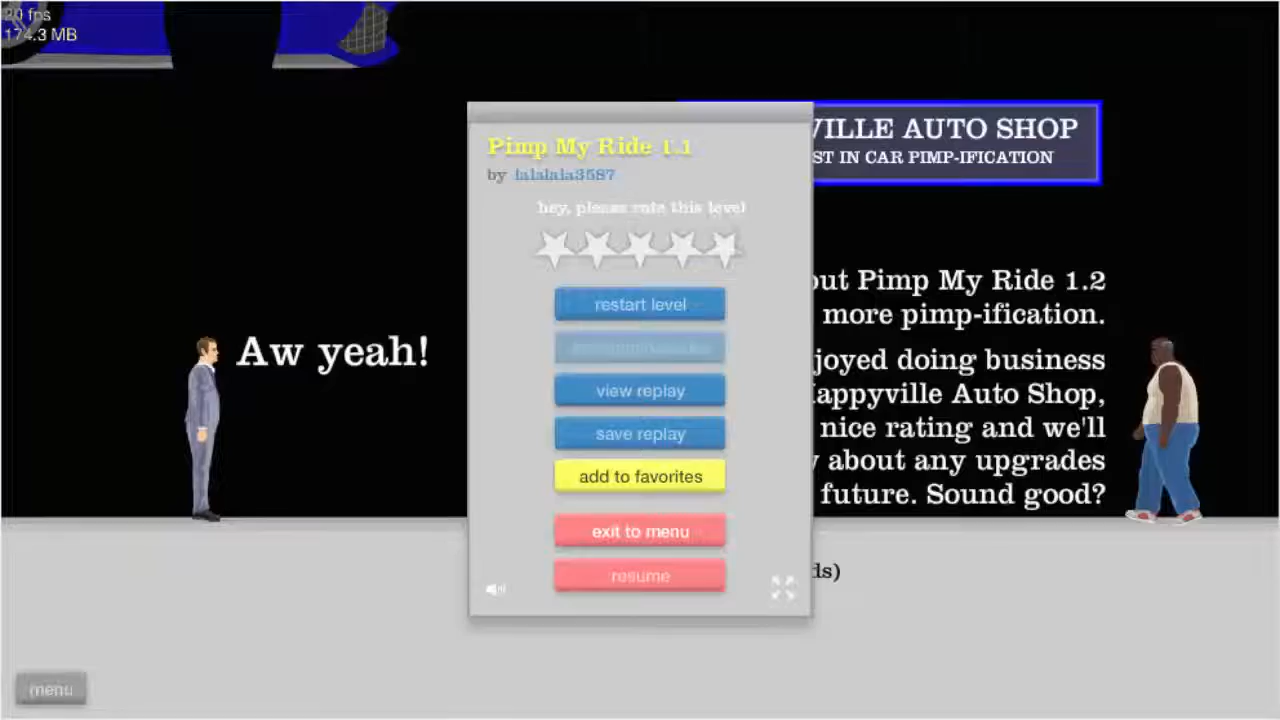 20 fps
174.3 MB
VILLE AUTO SHOP
ST IN CAR PIMP-IFICATION
Pimp My Ride 1.1
by lalalala3587
hey, please rate this level
restart level
view replay
save replay
add to favorites
exit to menu
resume
Aw yeah!
out Pimp My Ride 1.2
more pimp-ification.
joyed doing business
Happyville Auto Shop,
nice rating and we'll
about any upgrades
future. Sound good?
ds)
menu